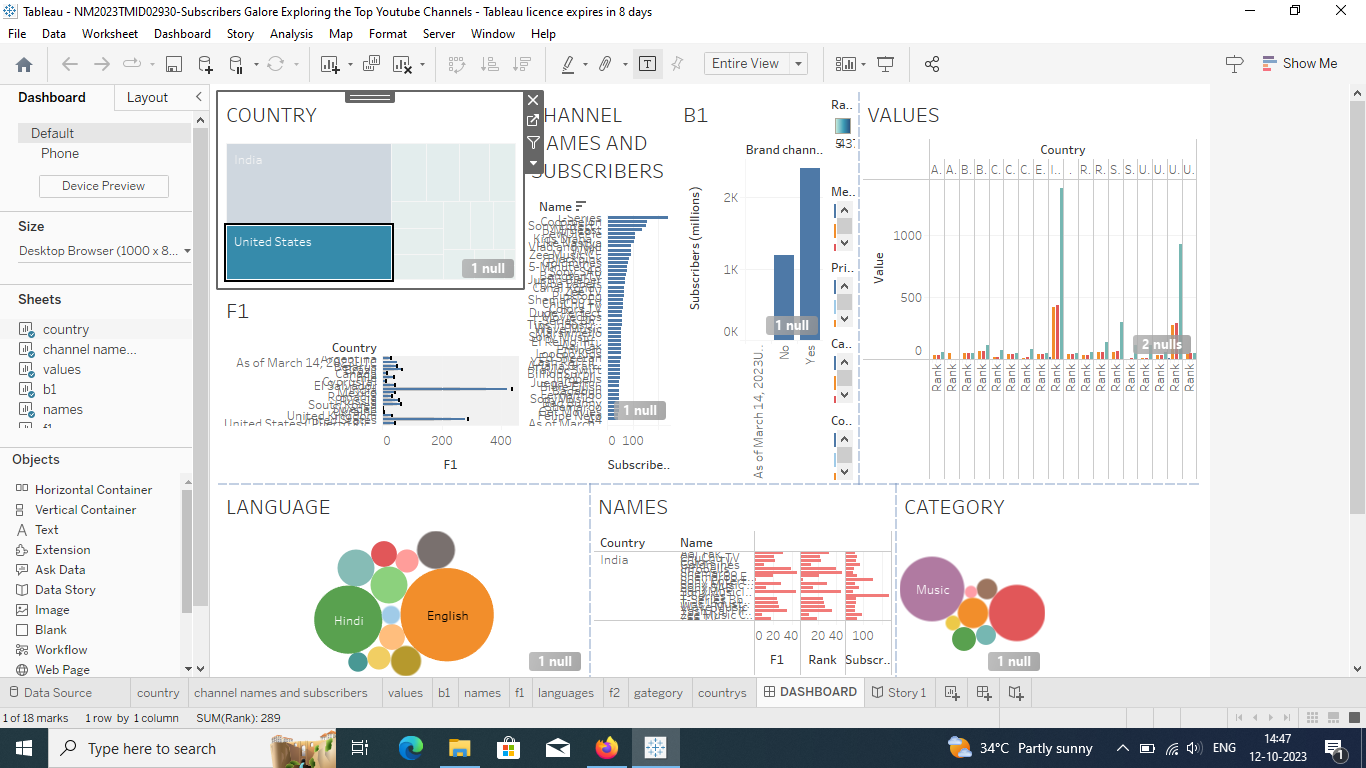 Tableau - NM2023TMID02930-Subscribers Galore Exploring the Top Youtube Channels - Tableau licence expires in 8 days
File Data Worksheet Dashboard Story Analysis Map Format Server Window Help
Entire View
Show Me
Dashboard
Layout
Default
Phone
Device Preview
Size
Desktop Browser (1000 x 8...
Sheets
country
channel name...
values
b1
names
Objects
Horizontal Container
Vertical Container
Text
Extension
Ask Data
Data Story
Image
Blank
Workflow
Web Page
COUNTRY
India
United States
1 null
F1
Country
As of March 14, 2023
El Salvador
United Kingdom
0 200 400
F1
HANNEL
AMES AND
SUBSCRIBERS
Name
T-Series
1 null
0 100
Subscribe..
B1
Brand chann..
Subscribers (millions)
2K
1K
0K
1 null
As of March 14, 2023U..
No
Yes
Ra..
Me..
Pri..
Ca..
Co..
VALUES
Country
A. A. B. B. C. C. C. E. I.. . R. R. S. S. U. U. U. U.
Value
1000
500
0
2 nulls
Rank Rank Rank Rank Rank Rank Rank Rank Rank Rank Rank Rank Rank Rank Rank Rank Rank Rank
LANGUAGE
Hindi
English
1 null
NAMES
Country
Name
India
0 20 40
20 40
100
F1
Rank
Subscr..
CATEGORY
Music
1 null
Data Source
country
channel names and subscribers
values
b1
names
f1
languages
f2
gategory
countrys
DASHBOARD
Story 1
1 of 18 marks 1 row by 1 column SUM(Rank): 289
Type here to search
34°C Partly sunny
ENG
14:47
12-10-2023
1